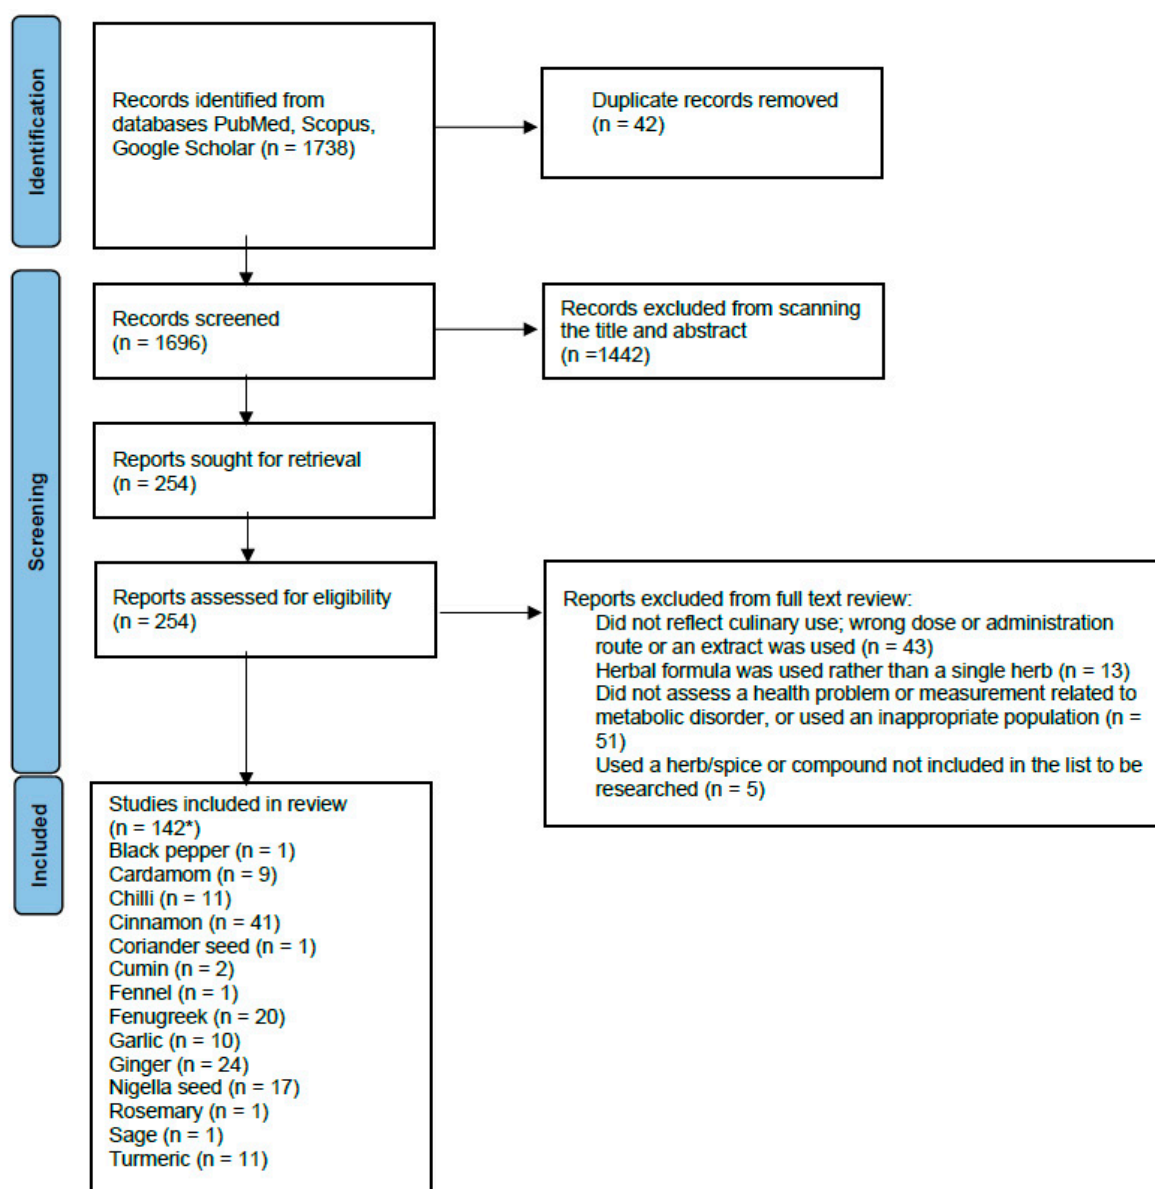 Identification
Records identified from
databases PubMed, Scopus,
Google Scholar (n = 1738)
Duplicate records removed
(n = 42)
Screening
Records screened
(n = 1696)
Records excluded from scanning
the title and abstract
(n =1442)
Reports sought for retrieval
(n = 254)
Reports assessed for eligibility
(n = 254)
Reports excluded from full text review:
Did not reflect culinary use; wrong dose or administration
route or an extract was used (n = 43)
Herbal formula was used rather than a single herb (n = 13)
Did not assess a health problem or measurement related to
metabolic disorder, or used an inappropriate population (n =
51)
Used a herb/spice or compound not included in the list to be
researched (n = 5)
Included
Studies included in review
(n = 142*)
Black pepper (n = 1)
Cardamom (n = 9)
Chilli (n = 11)
Cinnamon (n = 41)
Coriander seed (n = 1)
Cumin (n = 2)
Fennel (n = 1)
Fenugreek (n = 20)
Garlic (n = 10)
Ginger (n = 24)
Nigella seed (n = 17)
Rosemary (n = 1)
Sage (n = 1)
Turmeric (n = 11)